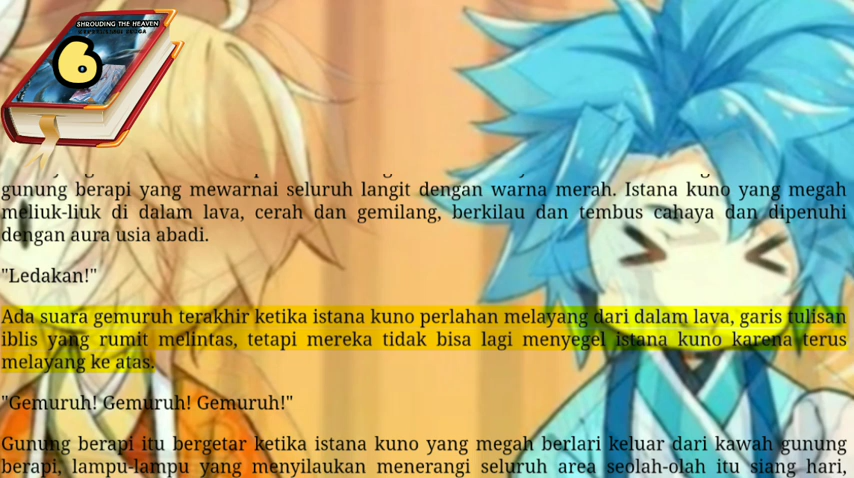 SHROUDING THE HEAVEN
6
gunung berapi yang mewarnai seluruh langit dengan warna merah. Istana kuno yang megah
meliuk-liuk di dalam lava, cerah dan gemilang, berkilau dan tembus cahaya dan dipenuhi
dengan aura usia abadi.
"Ledakan!"
Ada suara gemuruh terakhir ketika istana kuno perlahan melayang dari dalam lava, garis tulisan
iblis yang rumit melintas, tetapi mereka tidak bisa lagi menyegel istana kuno karena terus
melayang ke atas.
"Gemuruh! Gemuruh! Gemuruh!"
Gunung berapi itu bergetar ketika istana kuno yang megah berlari keluar dari kawah gunung
berapi, lampu-lampu yang menyilaukan menerangi seluruh area seolah-olah itu siang hari,